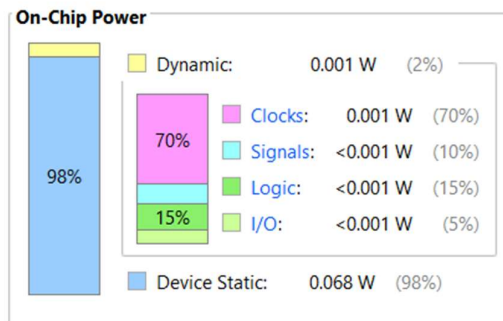 On-Chip Power
Dynamic: 0.001 W (2%)
98%
70%
15%
Clocks: 0.001 W (70%)
Signals: <0.001 W (10%)
Logic: <0.001 W (15%)
I/O: <0.001 W (5%)
Device Static: 0.068 W (98%)